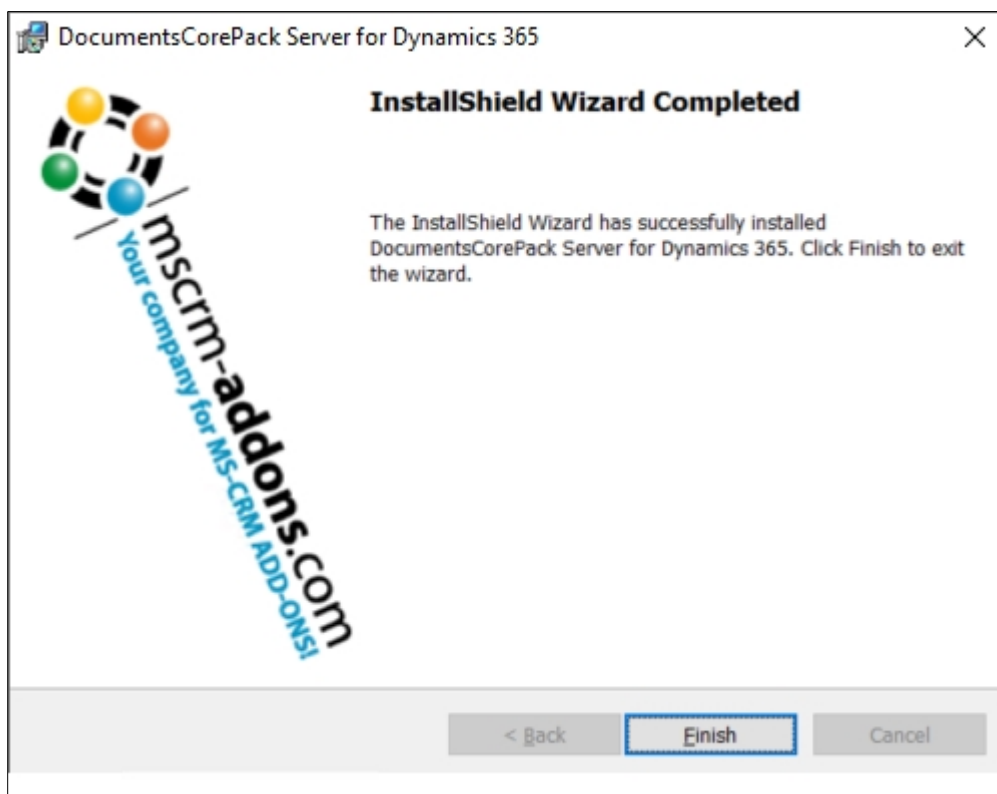 DocumentsCorePack Server for Dynamics 365
InstallShield Wizard Completed
The InstallShield Wizard has successfully installed
DocumentsCorePack Server for Dynamics 365. Click Finish to exit
the wizard.
mscrm-addons.com
Your company for MS-CRM ADD-ONS!
< Back
Finish
Cancel